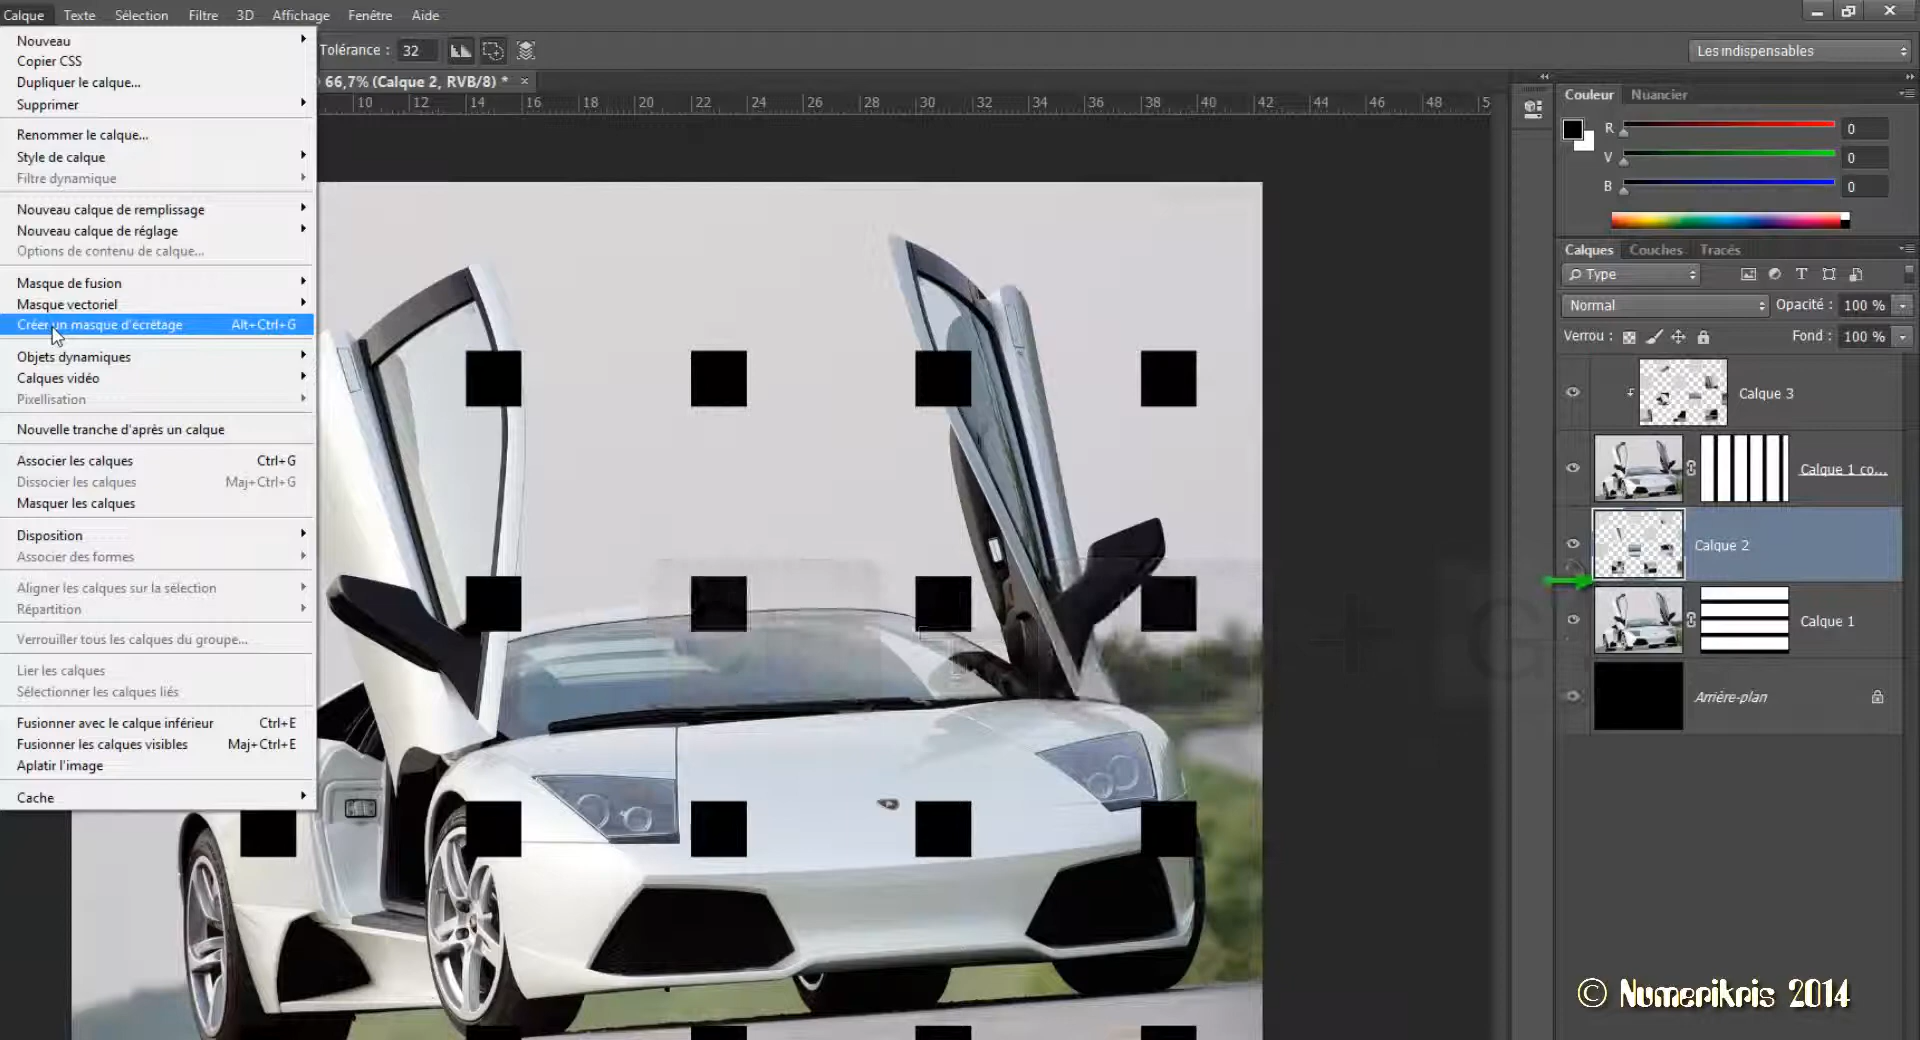 Calque Texte Sélection Filtre 3D Affichage Fenêtre Aide
Tolérance : 32
Les indispensables
66,7% (Calque 2, RVB/8) * ×
10 12 14 16 18 20 22 24 26 28 30 32 34 36 38 40 42 44 46 48 5
Nouveau
Copier CSS
Dupliquer le calque...
Supprimer
Renommer le calque...
Style de calque
Filtre dynamique
Nouveau calque de remplissage
Nouveau calque de réglage
Options de contenu de calque...
Masque de fusion
Masque vectoriel
Créer un masque d'écrêtage Alt+Ctrl+G
Objets dynamiques
Calques vidéo
Pixellisation
Nouvelle tranche d'après un calque
Associer les calques Ctrl+G
Dissocier les calques Maj+Ctrl+G
Masquer les calques
Disposition
Associer des formes
Aligner les calques sur la sélection
Répartition
Verrouiller tous les calques du groupe...
Lier les calques
Sélectionner les calques liés
Fusionner avec le calque inférieur Ctrl+E
Fusionner les calques visibles Maj+Ctrl+E
Aplatir l'image
Cache
Couleur Nuancier
R 0
V 0
B 0
Calques Couches Tracés
Type
Normal Opacité : 100 %
Verrou : Fond : 100 %
Calque 3
Calque 1 co...
Calque 2
Calque 1
Arrière-plan
+ G
© Numerikris 2014